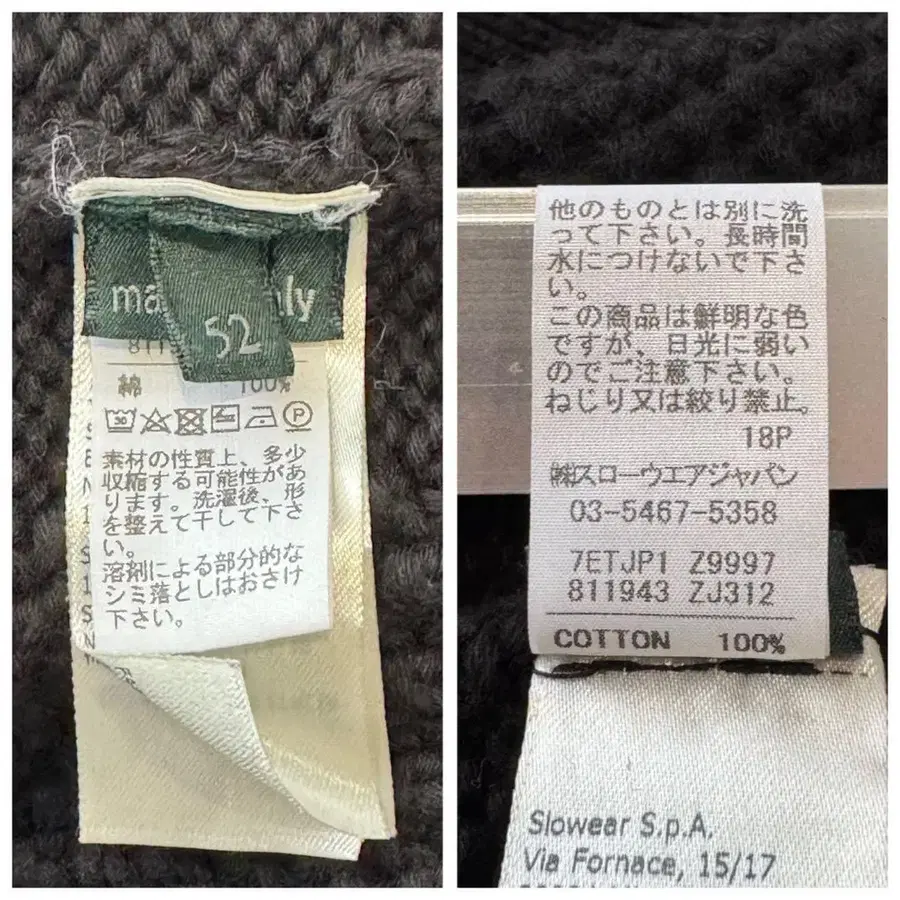 52
綿 100%
素材の性質上、多少
収縮する可能性があ
ります。洗濯後、形
を整えて干して下さ
い。
溶剤による部分的な
シミ落としはおさけ
下さい。
他のものとは別に洗
って下さい。長時間
水につけないで下さ
い。
この商品は鮮明な色
ですが、日光に弱い
のでご注意下さい。
ねじり又は絞り禁止。
18P
㈱スローウエアジャパン
03-5467-5358
7ETJP1 Z9997
811943 ZJ312
COTTON 100%
Slowear S.p.A.
Via Fornace, 15/17